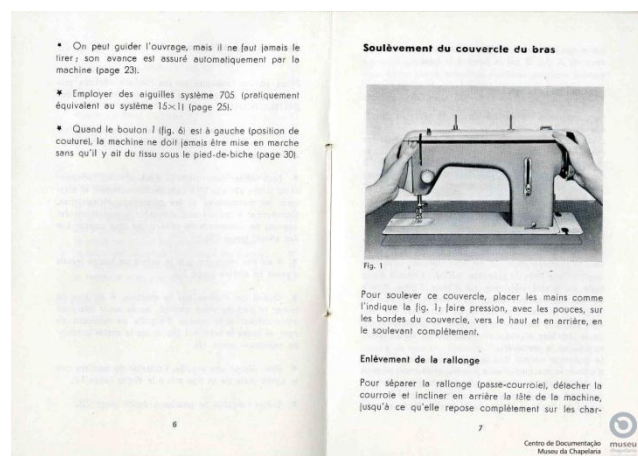 * On peut guider l'ouvrage, mais il ne faut jamais le
tirer; son avance est assuré automatiquement par la
machine (page 23).
* Employer des aiguilles système 705 (pratiquement
équivalent au système 15×1) (page 25).
* Quand le bouton l (fig. 6) est à gauche (position de
couture), la machine ne doit jamais être mise en marche
sans qu'il y ait du tissu sous le pied-de-biche (page 30)
6
Soulèvement du couvercle du bras
Fig. 1
Pour soulever ce couvercle, placer les mains comme
l'indique la fig. 1; faire pression, avec les pouces, sur
les bordes du couvercle, vers le haut et en arrière, en
le soulevant complètement.
Enlèvement de la rallonge
Pour séparer la rallonge (passe-courroie), détacher la
courroie et incliner en arrière la tête de la machine,
jusqu'à ce qu'elle repose complètement sur les char-
7
Centro de Documentação
Museu da Chapelaria
museu
chapelaria